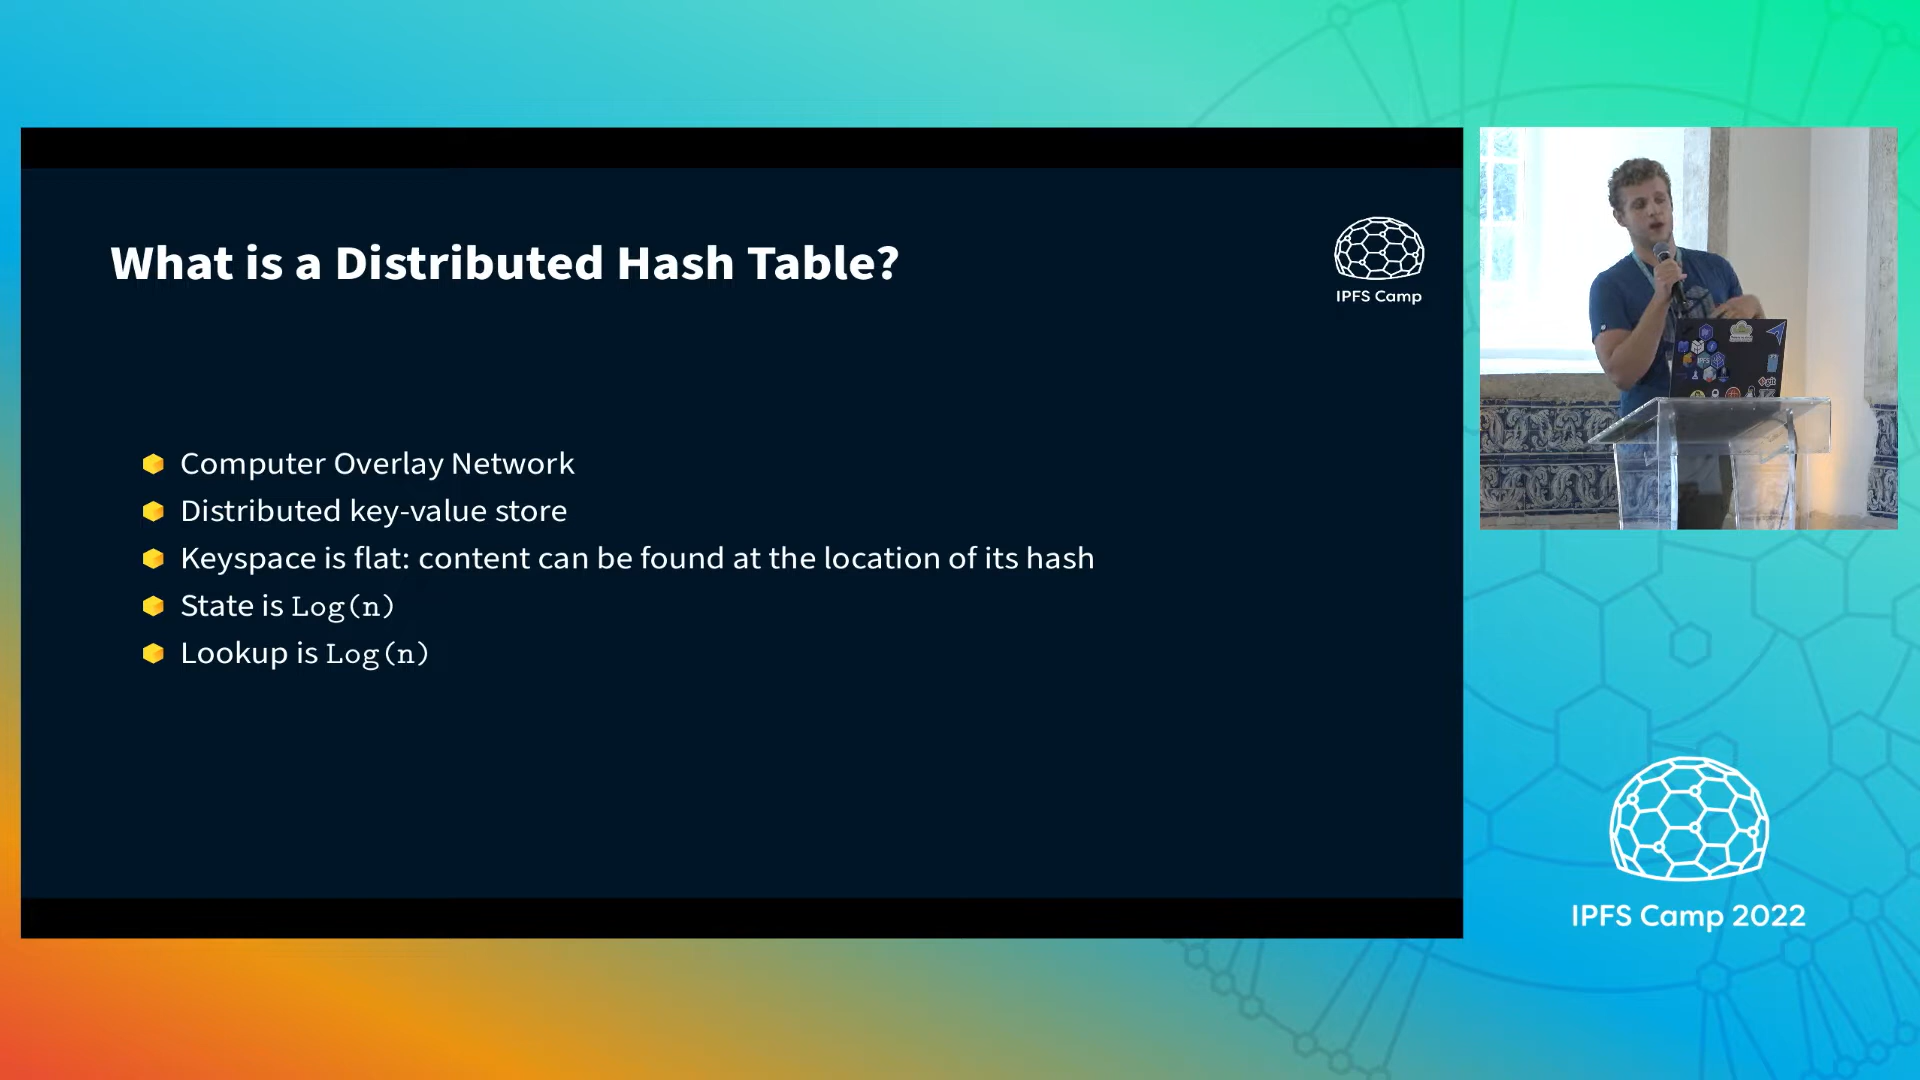 What is a Distributed Hash Table?
IPFS Camp
Computer Overlay Network
Distributed key-value store
Keyspace is flat: content can be found at the location of its hash
State is Log(n)
Lookup is Log(n)
git
IPFS Camp 2022